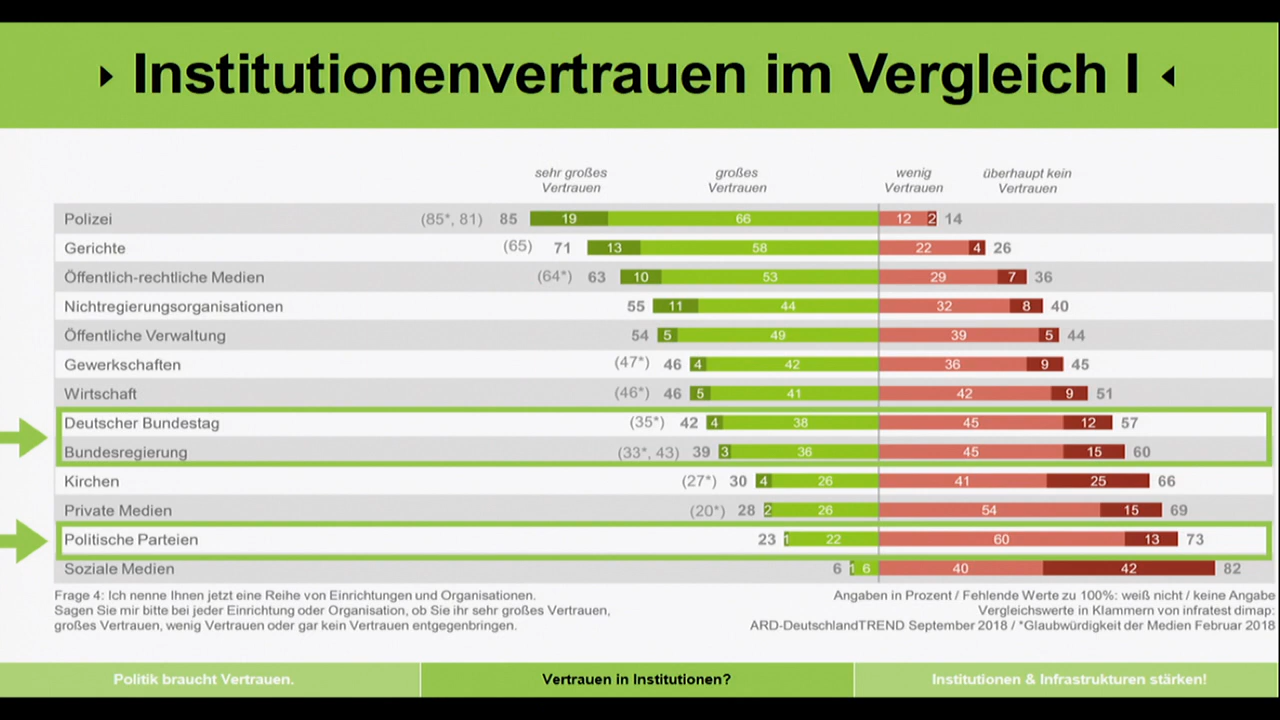 Institutionenvertrauen im Vergleich I
sehr großes Vertrauen großes Vertrauen wenig Vertrauen überhaupt kein Vertrauen
Polizei (85*, 81) 85 19 66 12 2 14
Gerichte (65) 71 13 58 22 4 26
Öffentlich-rechtliche Medien (64*) 63 10 53 29 7 36
Nichtregierungsorganisationen 55 11 44 32 8 40
Öffentliche Verwaltung 54 5 49 39 5 44
Gewerkschaften (47*) 46 4 42 36 9 45
Wirtschaft (46*) 46 5 41 42 9 51
Deutscher Bundestag (35*) 42 4 38 45 12 57
Bundesregierung (33*, 43) 39 3 36 45 15 60
Kirchen (27*) 30 4 26 41 25 66
Private Medien (20*) 28 2 26 54 15 69
Politische Parteien 23 1 22 60 13 73
Soziale Medien 6 1 6 40 42 82
Frage 4: Ich nenne Ihnen jetzt eine Reihe von Einrichtungen und Organisationen.
Sagen Sie mir bitte bei jeder Einrichtung oder Organisation, ob Sie ihr sehr großes Vertrauen,
großes Vertrauen, wenig Vertrauen oder gar kein Vertrauen entgegenbringen.
Angaben in Prozent / Fehlende Werte zu 100%: weiß nicht / keine Angabe
Vergleichswerte in Klammern von infratest dimap:
ARD-DeutschlandTREND September 2018 / *Glaubwürdigkeit der Medien Februar 2018
Politik braucht Vertrauen. Vertrauen in Institutionen? Institutionen & Infrastrukturen stärken!